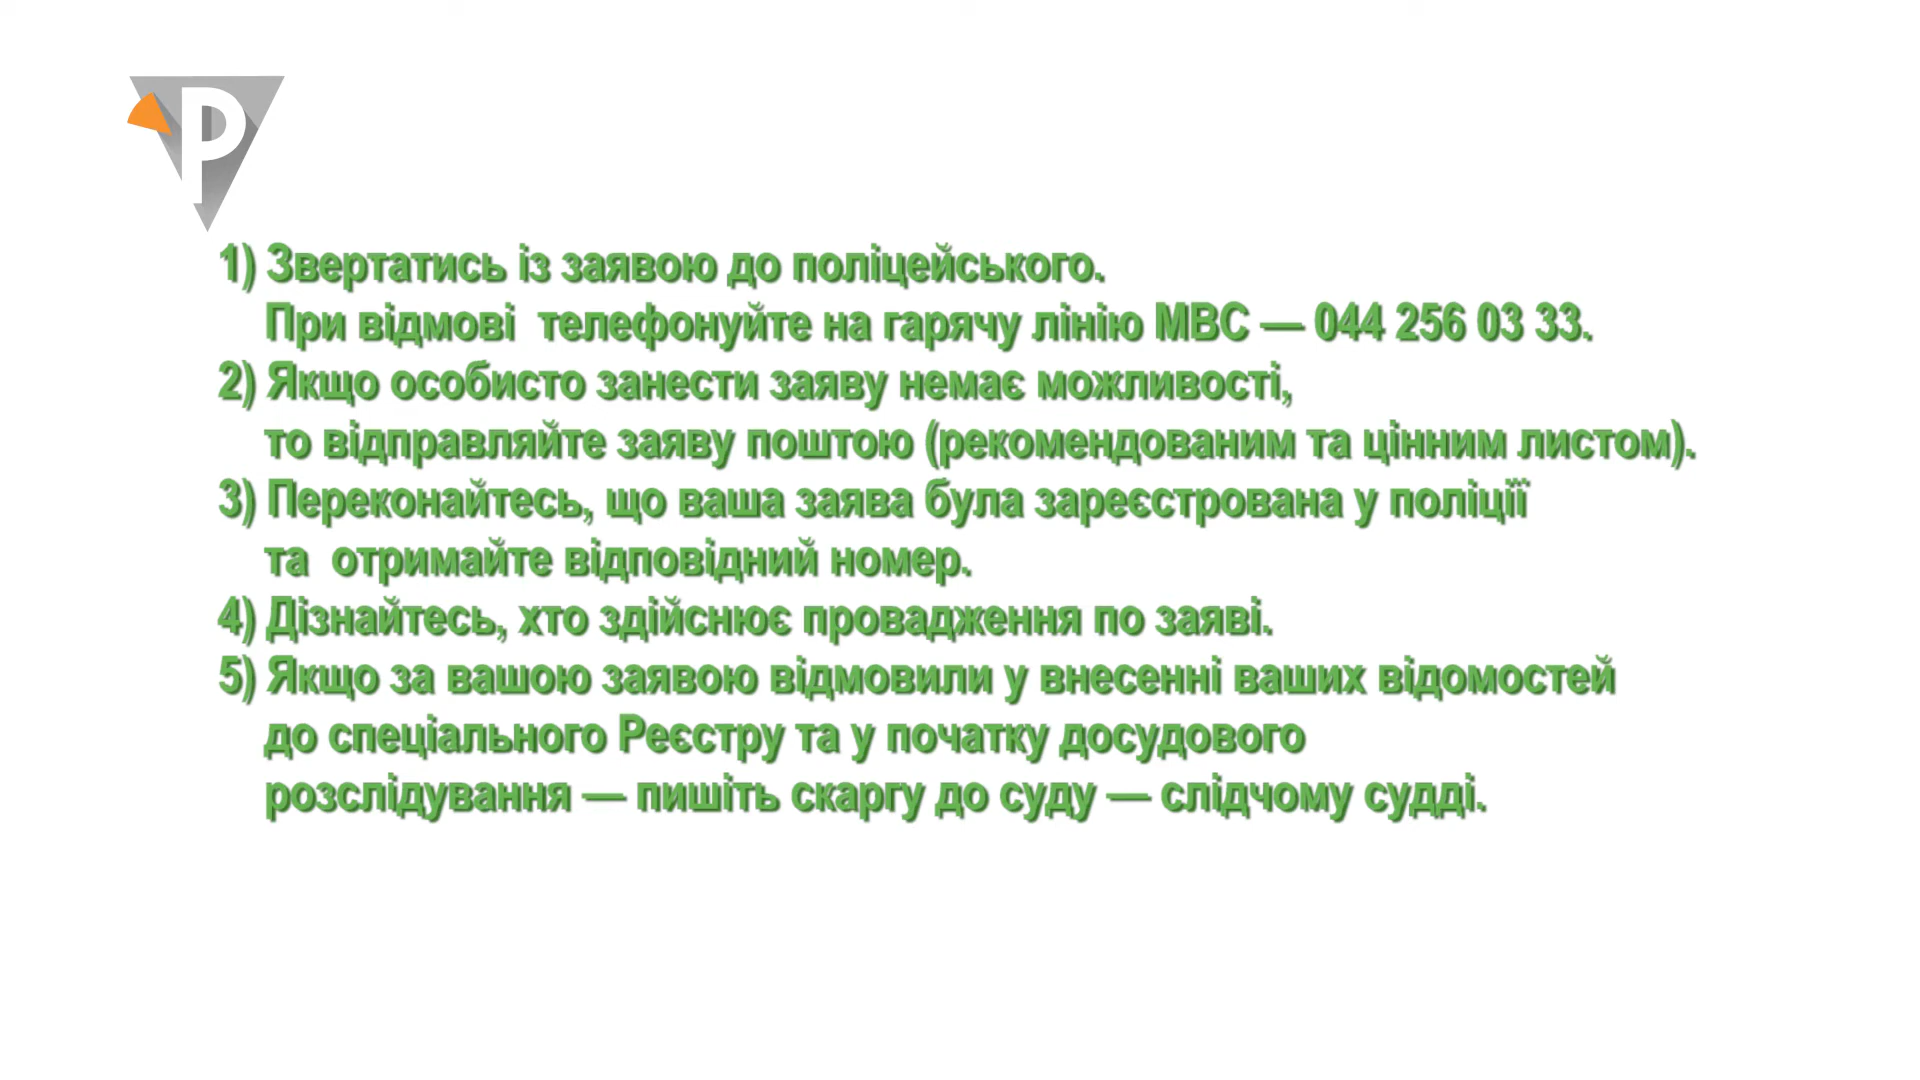 P
1) Звертатись із заявою до поліцейського.
При відмові телефонуйте на гарячу лінію МВС — 044 256 03 33.
2) Якщо особисто занести заяву немає можливості,
то відправляйте заяву поштою (рекомендованим та цінним листом).
3) Переконайтесь, що ваша заява була зареєстрована у поліції
та отримайте відповідний номер.
4) Дізнайтесь, хто здійснює провадження по заяві.
5) Якщо за вашою заявою відмовили у внесенні ваших відомостей
до спеціального Реєстру та у початку досудового
розслідування — пишіть скаргу до суду — слідчому судді.